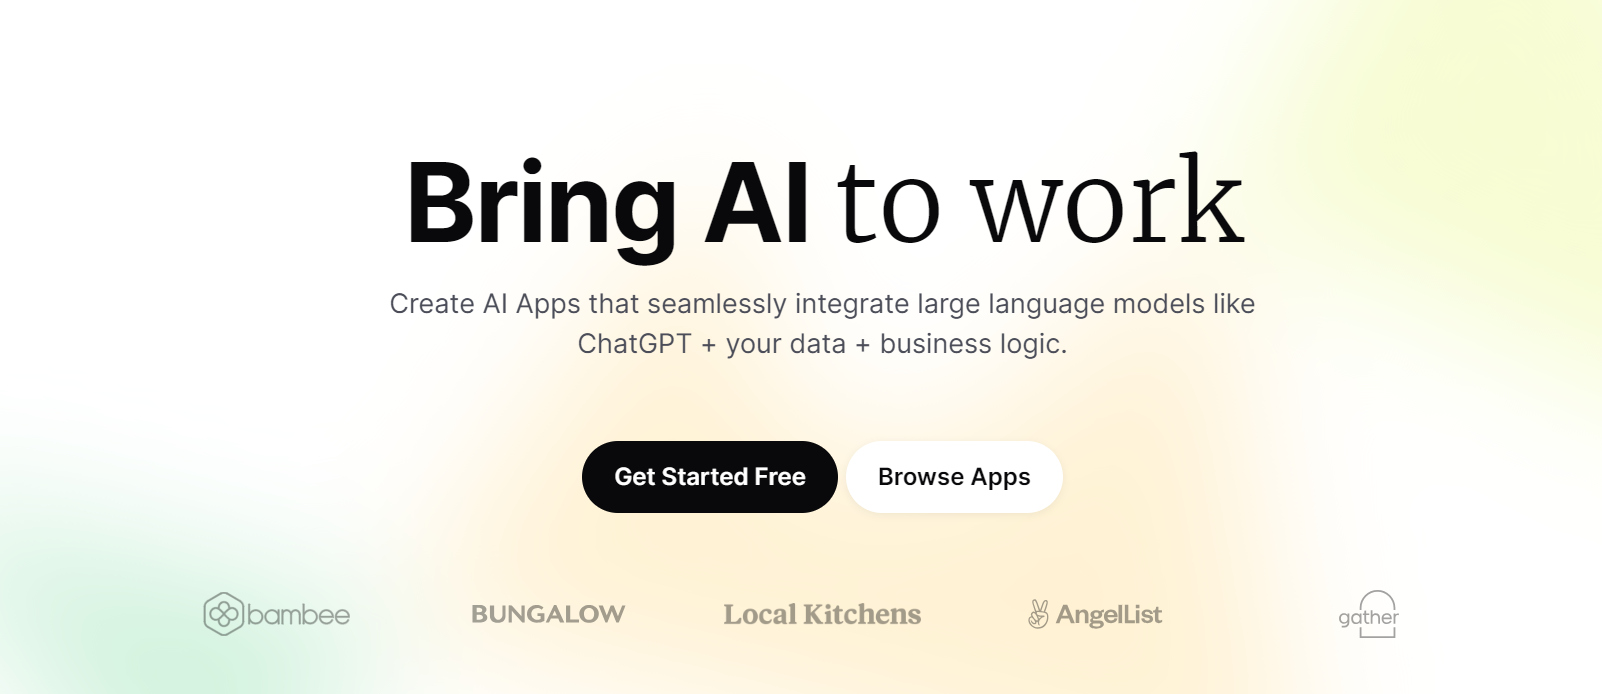 Bring AI to work
Create AI Apps that seamlessly integrate large language models like
ChatGPT + your data + business logic.
Get Started Free
Browse Apps
bambee
BUNGALOW
Local Kitchens
AngelList
gather